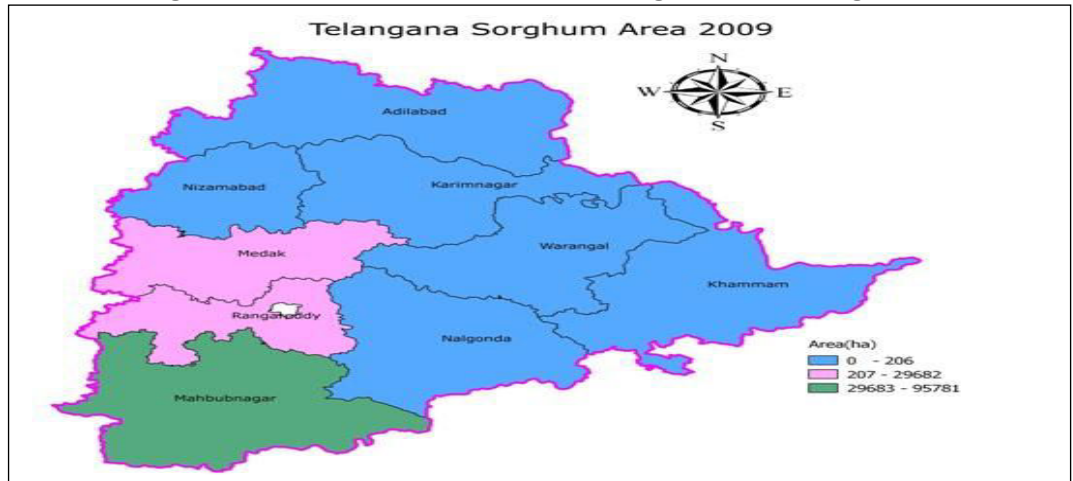 Telangana Sorghum Area 2009
N
W E
S
Adilabad
Nizamabad
Karimnagar
Warangal
Medak
Khammam
Nalgonda
Mahbubnagar
Area(ha)
0 - 206
207 - 29682
29683 - 95781